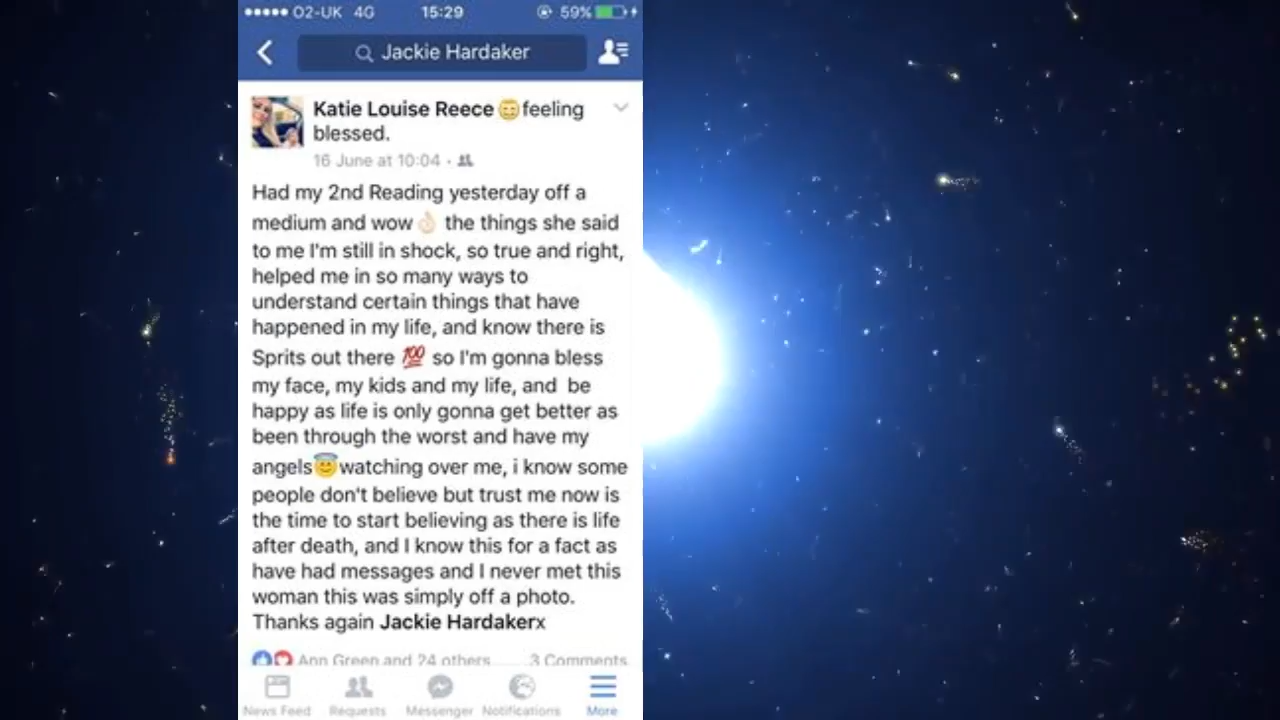 O2-UK 4G 15:29 59%
Jackie Hardaker
Katie Louise Reece 😊feeling
blessed.
16 June at 10:04 •
Had my 2nd Reading yesterday off a
medium and wow👌🏻 the things she said
to me I'm still in shock, so true and right,
helped me in so many ways to
understand certain things that have
happened in my life, and know there is
Sprits out there 💯 so I'm gonna bless
my face, my kids and my life, and be
happy as life is only gonna get better as
been through the worst and have my
angels😇watching over me, i know some
people don't believe but trust me now is
the time to start believing as there is life
after death, and I know this for a fact as
have had messages and I never met this
woman this was simply off a photo.
Thanks again Jackie Hardakerx
Ann Green and 24 others 3 Comments
News Feed Requests Messenger Notifications More